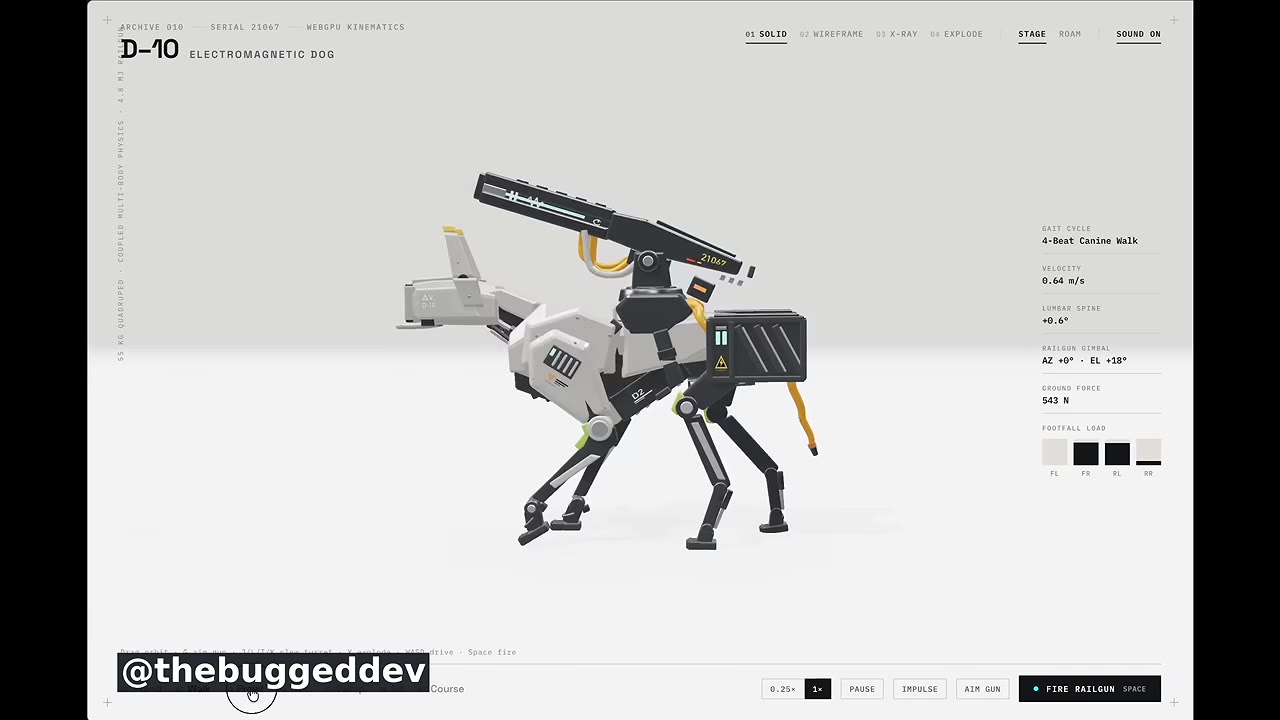 ARCHIVE 010 SERIAL 21067 WEBGPU KINEMATICS
D-10 ELECTROMAGNETIC DOG
01 SOLID 02 WIREFRAME 03 X-RAY 04 EXPLODE STAGE ROAM SOUND ON
55 KG QUADRUPED · COUPLED MULTI-BODY PHYSICS · 4.8 MJ
21067
D-10
D2
GAIT CYCLE
4-Beat Canine Walk
VELOCITY
0.64 m/s
LUMBAR SPINE
+0.6°
RAILGUN GIMBAL
AZ +0° · EL +18°
GROUND FORCE
543 N
FOOTFALL LOAD
FL FR RL RR
drive · Space fire
@thebuggeddev
Course
0.25× 1× PAUSE IMPULSE AIM GUN FIRE RAILGUN SPACE